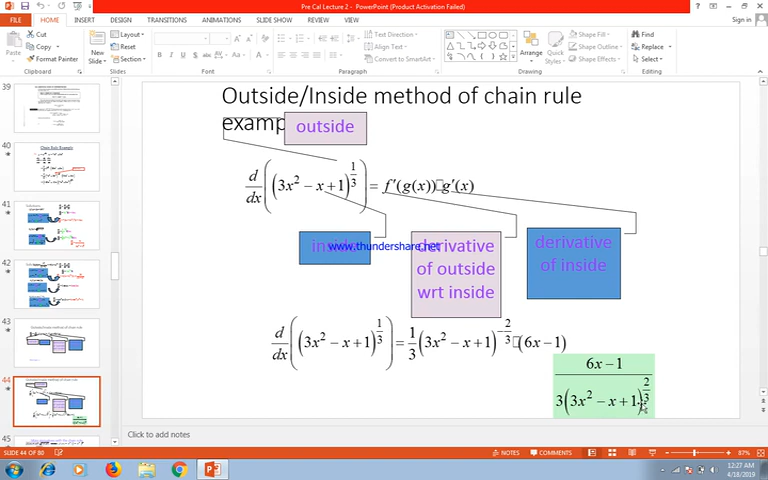 Pre Cal Lecture 2 - PowerPoint (Product Activation Failed)
FILE HOME INSERT DESIGN TRANSITIONS ANIMATIONS SLIDE SHOW REVIEW VIEW Sign in
Cut
Copy
Format Painter
Paste
Clipboard
New Slide
Layout
Reset
Section
Slides
Font
Text Direction
Align Text
Convert to SmartArt
Paragraph
Arrange
Quick Styles
Shape Fill
Shape Outline
Shape Effects
Drawing
Find
Replace
Select
Editing
39
40
Chain Rule Example
41
42
43
44
45
Outside/Inside method of chain rule
examp
outside
d/dx((3x² − x + 1)^(1/3)) = f′(g(x))□g′(x)
www.thundershare.net
derivative
of outside
wrt inside
derivative
of inside
d/dx((3x² − x + 1)^(1/3)) = 1/3(3x² − x + 1)^(−2/3)□(6x − 1)
6x − 1
3(3x² − x + 1)^(2/3)
Click to add notes
SLIDE 44 OF 80
NOTES
COMMENTS
87%
12:27 AM
4/18/2019